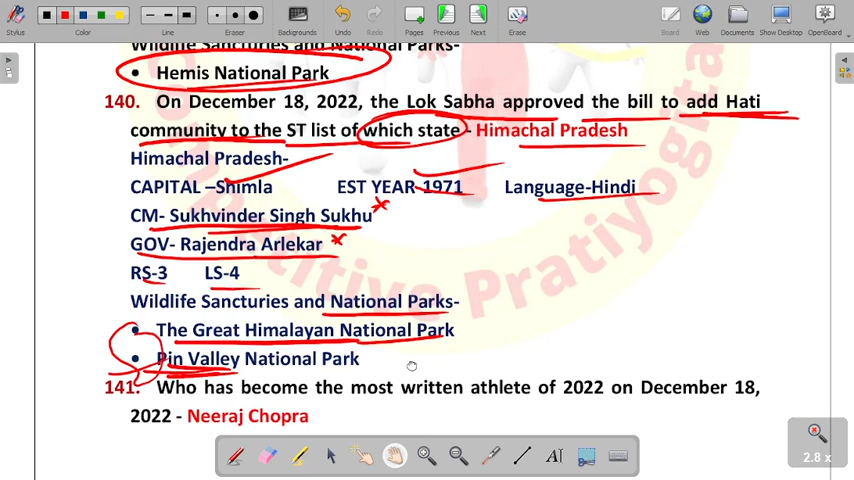 Stylus
Colors
Lines
Eraser
Backgrounds
Undo
Redo
Pages
Previous
Next
Erase
Board
Web
Documents
Show Desktop
OpenBoard
Wildlife Sancturies and National Parks-
• Hemis National Park
140. On December 18, 2022, the Lok Sabha approved the bill to add Hati
community to the ST list of which state - Himachal Pradesh
Himachal Pradesh-
CAPITAL –Shimla EST YEAR-1971 Language-Hindi
CM- Sukhvinder Singh Sukhu
GOV- Rajendra Arlekar
RS-3 LS-4
Wildlife Sancturies and National Parks-
• The Great Himalayan National Park
• Pin Valley National Park
141. Who has become the most written athlete of 2022 on December 18,
2022 - Neeraj Chopra
2.8 x